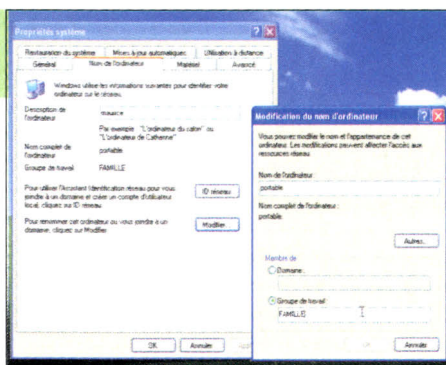 Propriétés système
Restauration du système
Mises à jour automatiques
Utilisation à distance
Général
Nom de l'ordinateur
Matériel
Avancé
Windows utilise les informations suivantes pour identifier votre
ordinateur sur le réseau.
Description de
l'ordinateur :
maurice
Par exemple : "L'ordinateur du salon" ou
"L'ordinateur de Catherine"
Nom complet de
l'ordinateur :
portable.
Groupe de travail :
FAMILLE
Pour utiliser l'Assistant Identification réseau pour vous
joindre à un domaine et créer un compte d'utilisateur
local, cliquez sur ID réseau.
ID réseau
Pour renommer cet ordinateur ou vous joindre à un
domaine, cliquez sur Modifier.
Modifier...
OK
Annuler
Modification du nom d'ordinateur
Vous pouvez modifier le nom et l'appartenance de cet
ordinateur. Les modifications peuvent affecter l'accès aux
ressources réseau.
Nom de l'ordinateur :
portable
Nom complet de l'ordinateur :
portable.
Autres...
Membre de
Domaine :
Groupe de travail :
FAMILLE
OK
Annuler